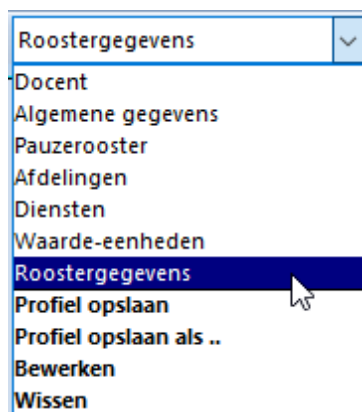 Roostergegevens
Docent
Algemene gegevens
Pauzerooster
Afdelingen
Diensten
Waarde-eenheden
Roostergegevens
Profiel opslaan
Profiel opslaan als ..
Bewerken
Wissen